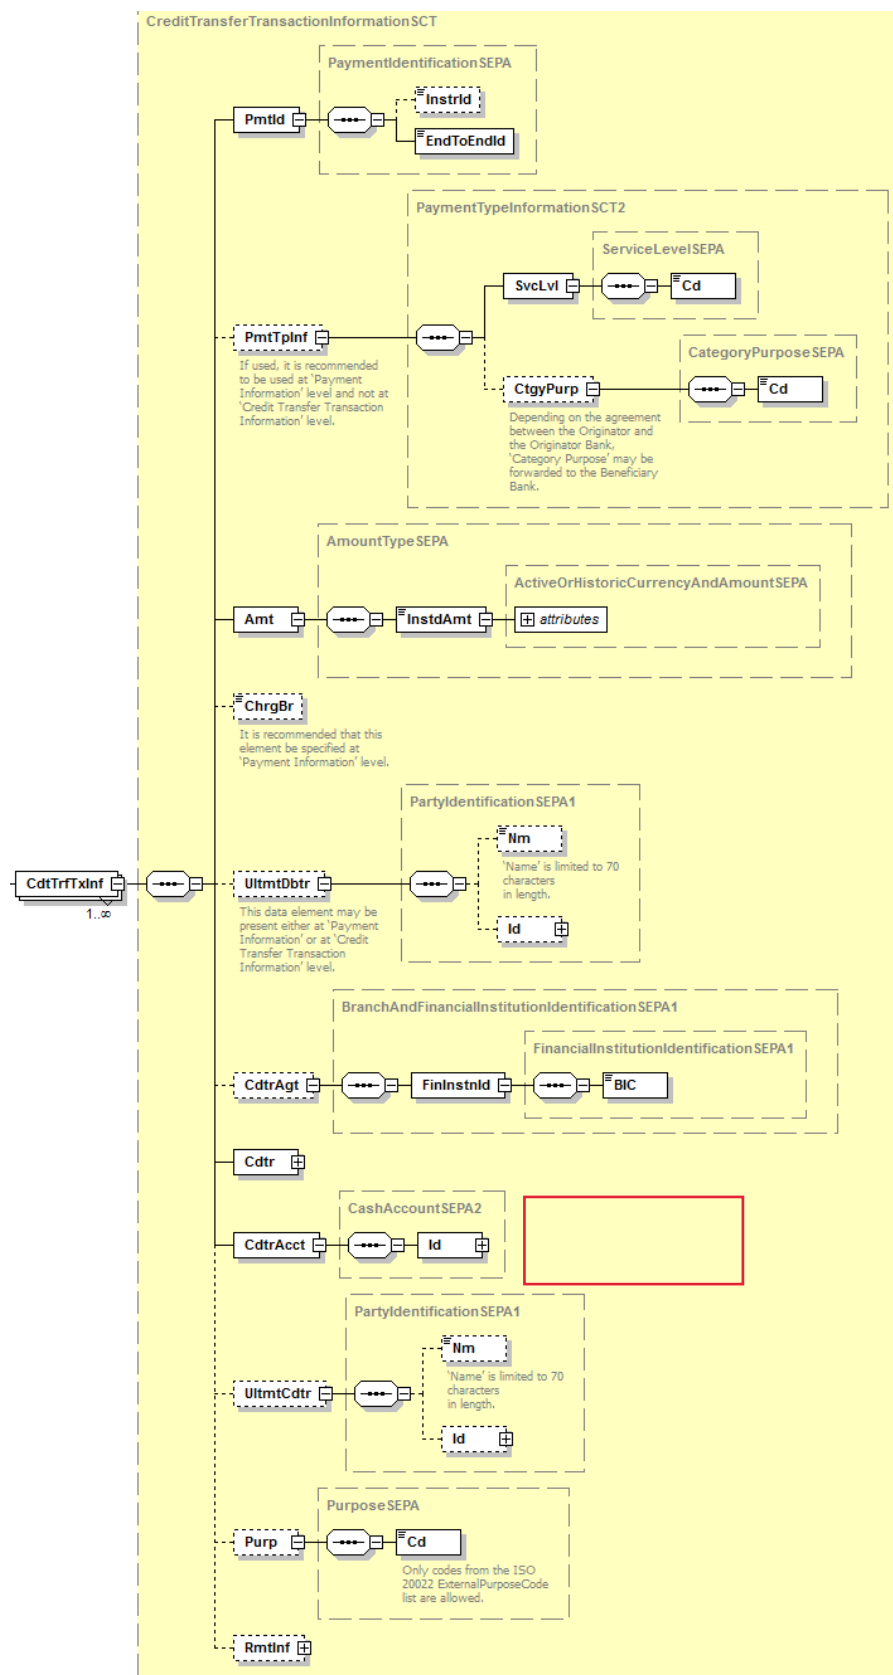 CreditTransferTransactionInformationSCT
PaymentIdentificationSEPA
InstrId
PmtId
EndToEndId
PaymentTypeInformationSCT2
ServiceLevelSEPA
SvcLvl
Cd
PmtTpInf
If used, it is recommended
to be used at 'Payment
Information' level and not at
'Credit Transfer Transaction
Information' level.
CategoryPurposeSEPA
CtgyPurp
Cd
Depending on the agreement
between the Originator and
the Originator Bank,
'Category Purpose' may be
forwarded to the Beneficiary
Bank.
AmountTypeSEPA
ActiveOrHistoricCurrencyAndAmountSEPA
Amt
InstdAmt
attributes
ChrgBr
It is recommended that this
element be specified at
'Payment Information' level.
PartyIdentificationSEPA1
Nm
'Name' is limited to 70
characters
in length.
CdtTrfTxInf
1..∞
UltmtDbtr
This data element may be
present either at 'Payment
Information' or at 'Credit
Transfer Transaction
Information' level.
Id
BranchAndFinancialInstitutionIdentificationSEPA1
FinancialInstitutionIdentificationSEPA1
CdtrAgt
FinInstnId
BIC
Cdtr
CashAccountSEPA2
CdtrAcct
Id
PartyIdentificationSEPA1
Nm
'Name' is limited to 70
characters
in length.
UltmtCdtr
Id
PurposeSEPA
Purp
Cd
Only codes from the ISO
20022 ExternalPurposeCode
list are allowed.
RmtInf